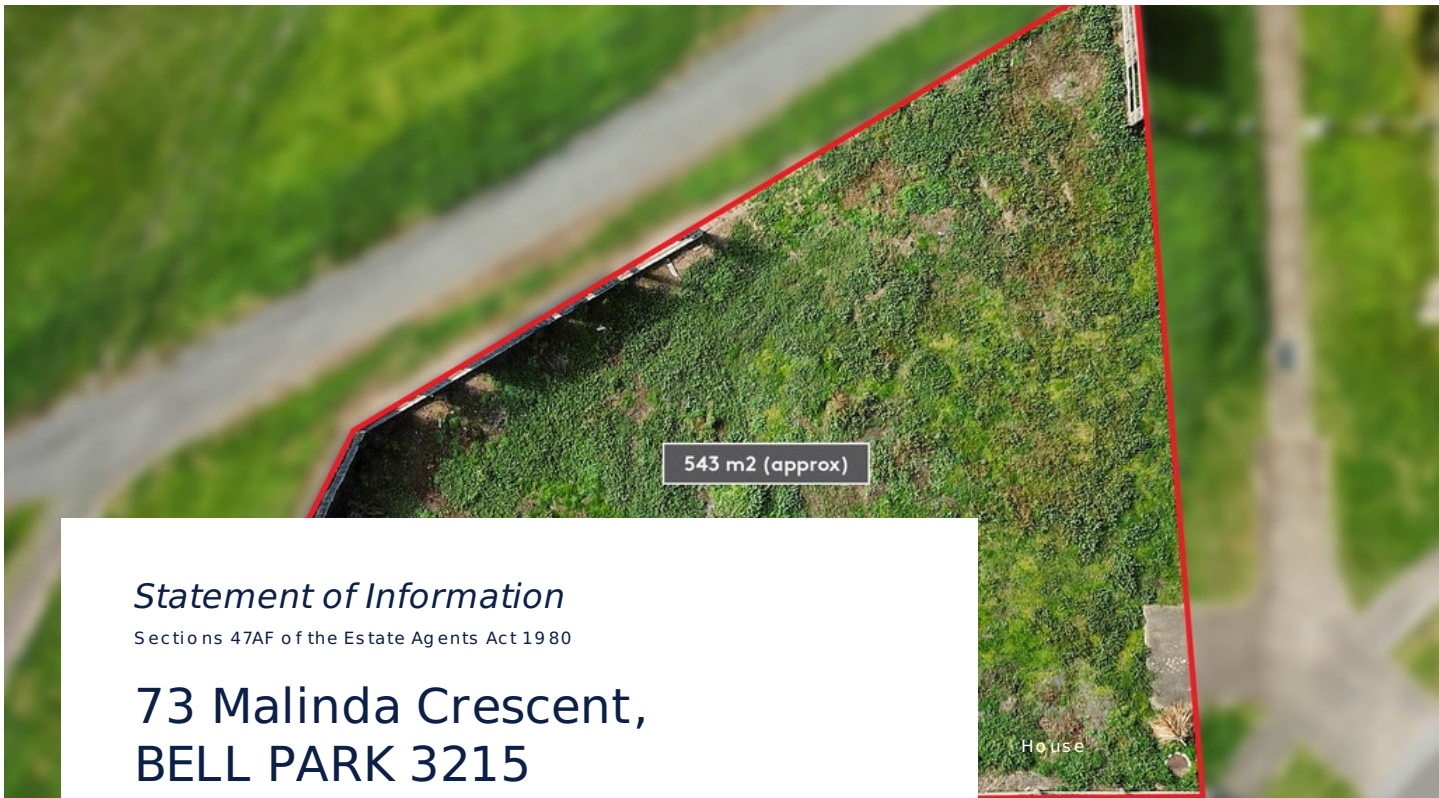 543 m2 (approx)
Statement of Information
Sections 47AF of the Estate Agents Act 1980
73 Malinda Crescent,
BELL PARK 3215
House